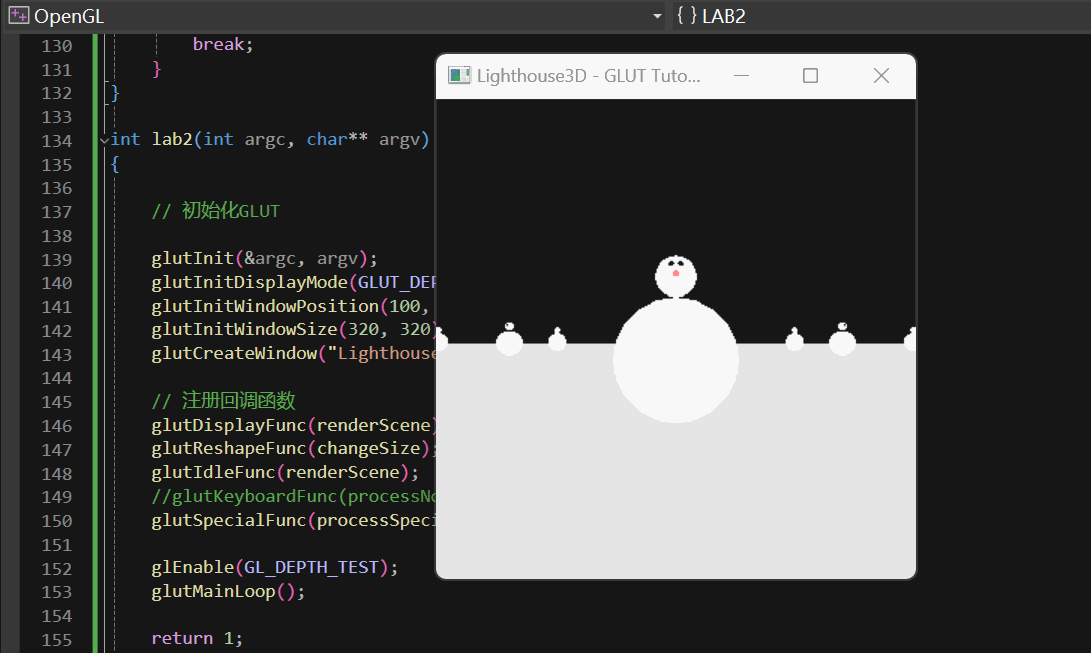 OpenGL
{ } LAB2
Lighthouse3D - GLUT Tuto...
130 break;
131 }
132 }
133
134 int lab2(int argc, char** argv)
135 {
136
137 // 初始化GLUT
138
139 glutInit(&argc, argv);
140 glutInitDisplayMode(GLUT_DEP
141 glutInitWindowPosition(100,
142 glutInitWindowSize(320, 320)
143 glutCreateWindow("Lighthouse
144
145 // 注册回调函数
146 glutDisplayFunc(renderScene)
147 glutReshapeFunc(changeSize);
148 glutIdleFunc(renderScene);
149 //glutKeyboardFunc(processNo
150 glutSpecialFunc(processSpeci
151
152 glEnable(GL_DEPTH_TEST);
153 glutMainLoop();
154
155 return 1;